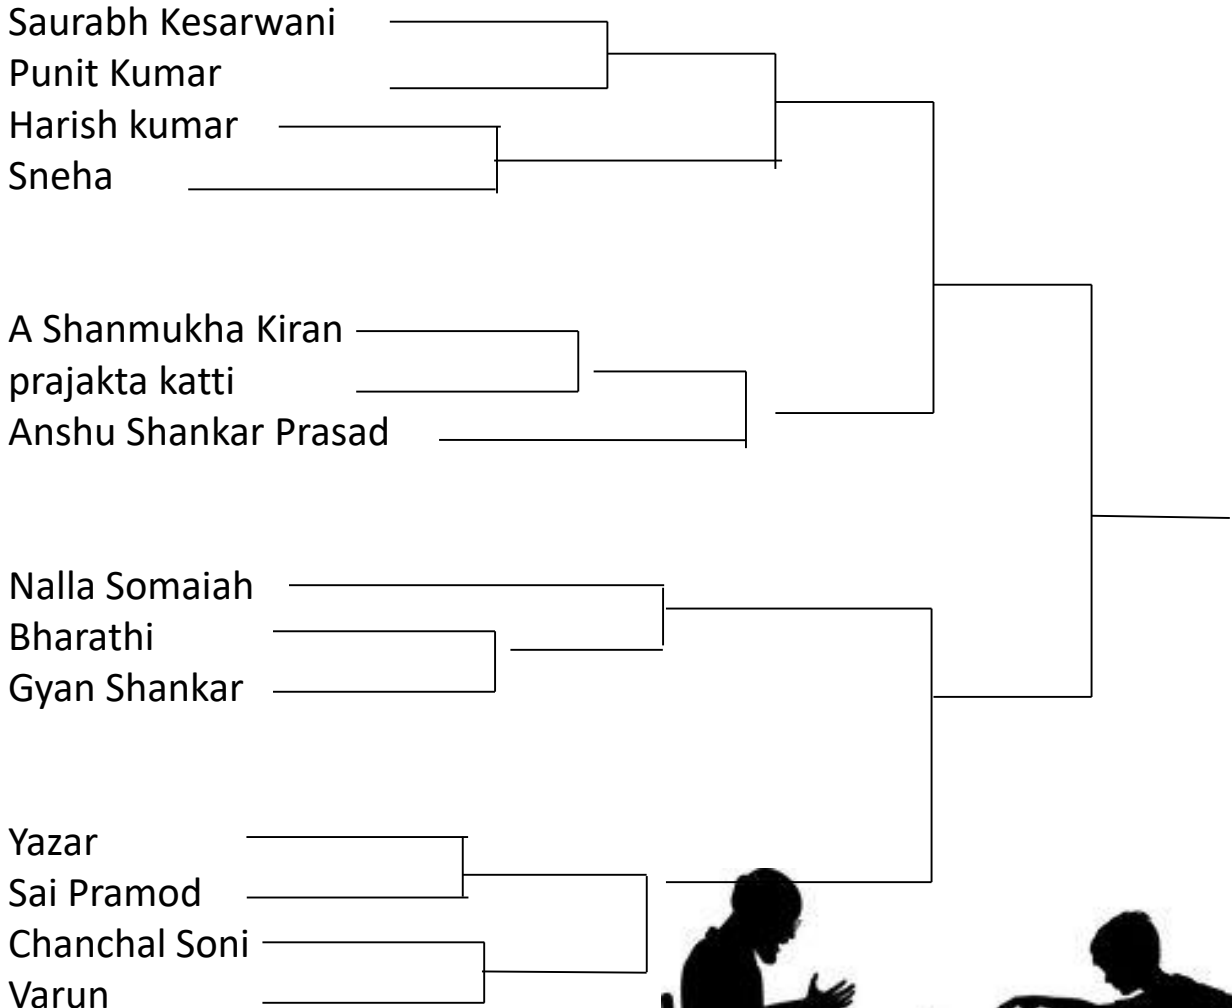 Saurabh Kesarwani
Punit Kumar
Harish kumar
Sneha
A Shanmukha Kiran
prajakta katti
Anshu Shankar Prasad
Nalla Somaiah
Bharathi
Gyan Shankar
Yazar
Sai Pramod
Chanchal Soni
Varun